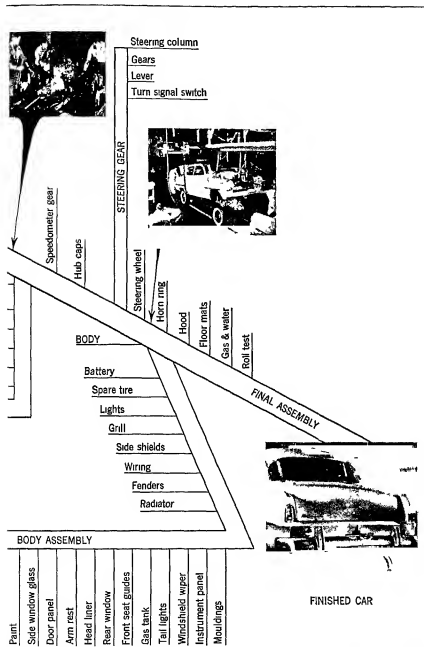 Steering column
Gears
Lever
Turn signal switch
STEERING GEAR
Speedometer gear
Hub caps
Steering wheel
Horn ring
Hood
Floor mats
Gas & water
Roll test
BODY
Battery
Spare tire
Lights
Grill
Side shields
Wiring
Fenders
Radiator
FINAL ASSEMBLY
BODY ASSEMBLY
Paint
Side window glass
Door panel
Arm rest
Head liner
Rear window
Front seat guides
Gas tank
Tail lights
Windshield wiper
Instrument panel
Mouldings
FINISHED CAR